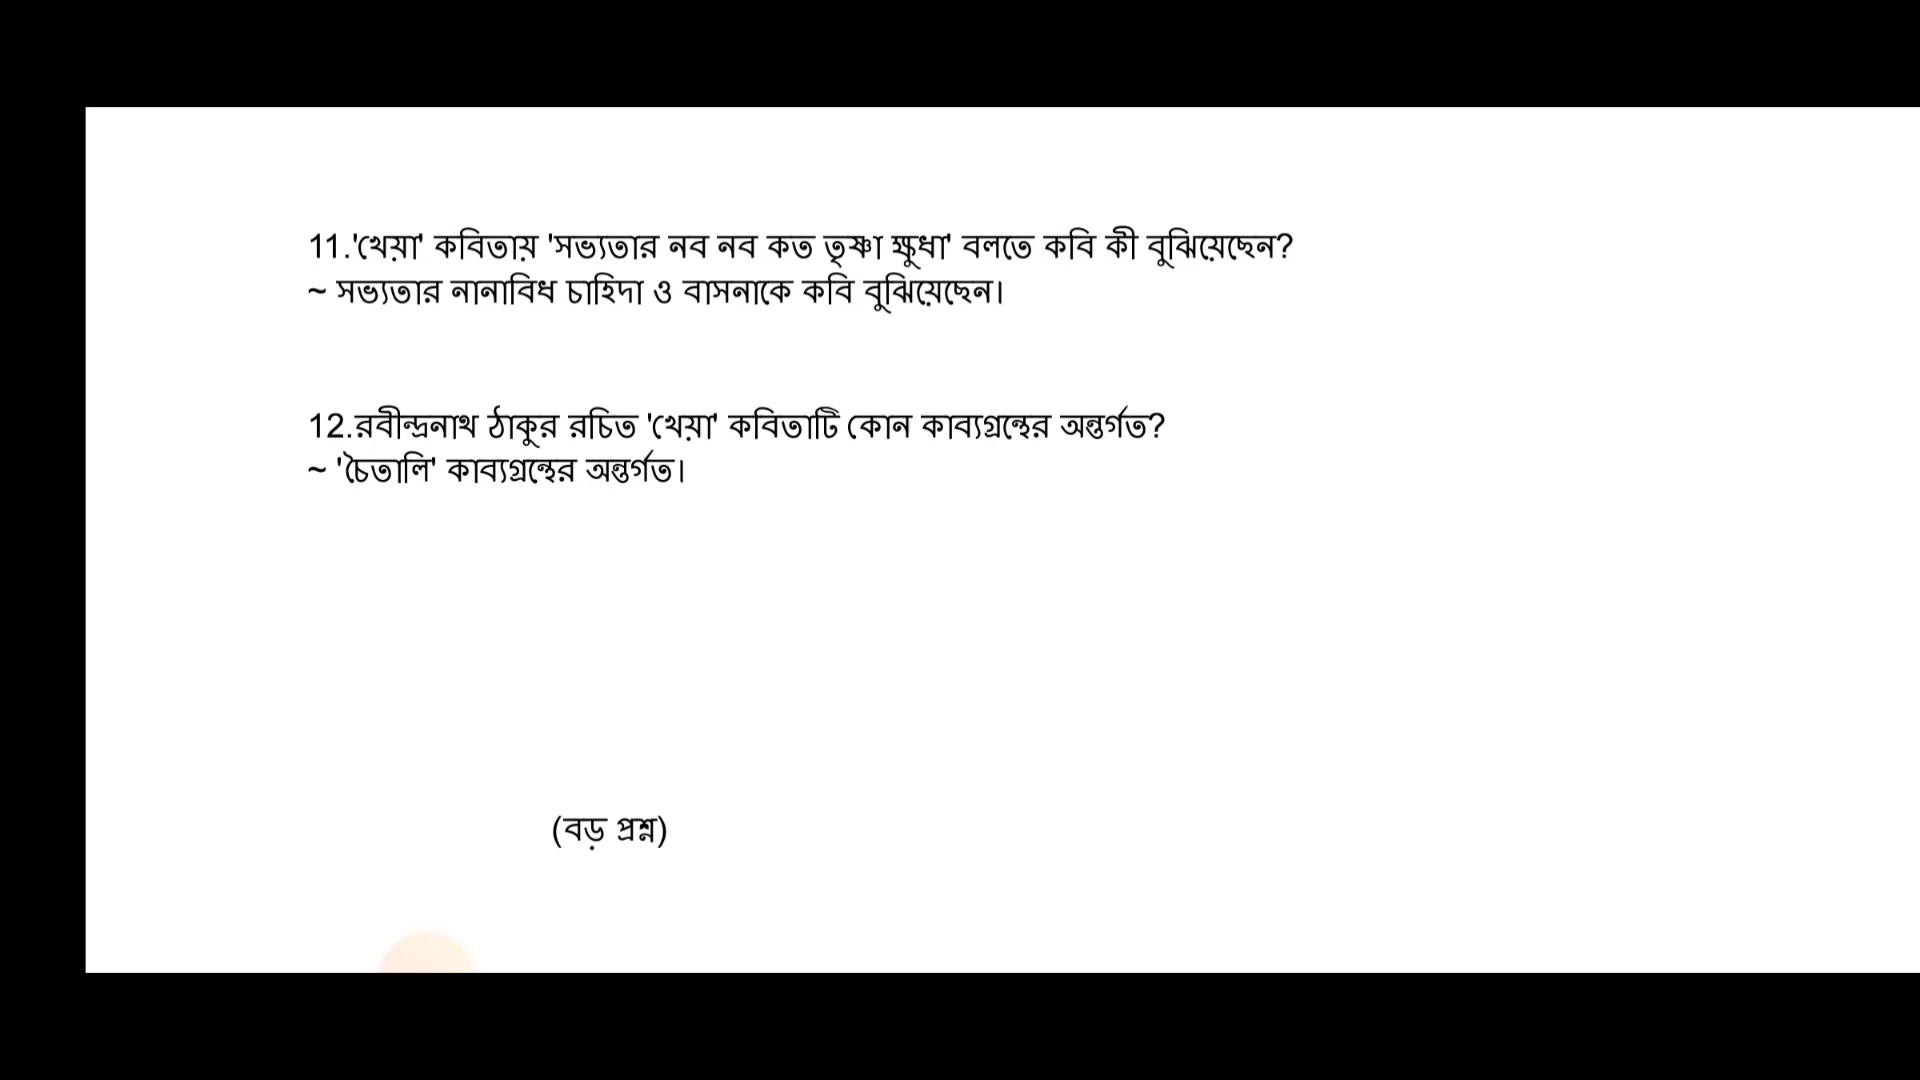 11.'খেয়া' কবিতায় 'সভ্যতার নব নব কত তৃষ্ণা ক্ষুধা' বলতে কবি কী বুঝিয়েছেন?
~ সভ্যতার নানাবিধ চাহিদা ও বাসনাকে কবি বুঝিয়েছেন।
12.রবীন্দ্রনাথ ঠাকুর রচিত 'খেয়া' কবিতাটি কোন কাব্যগ্রন্থের অন্তর্গত?
~ 'চৈতালি' কাব্যগ্রন্থের অন্তর্গত।
(বড় প্রশ্ন)